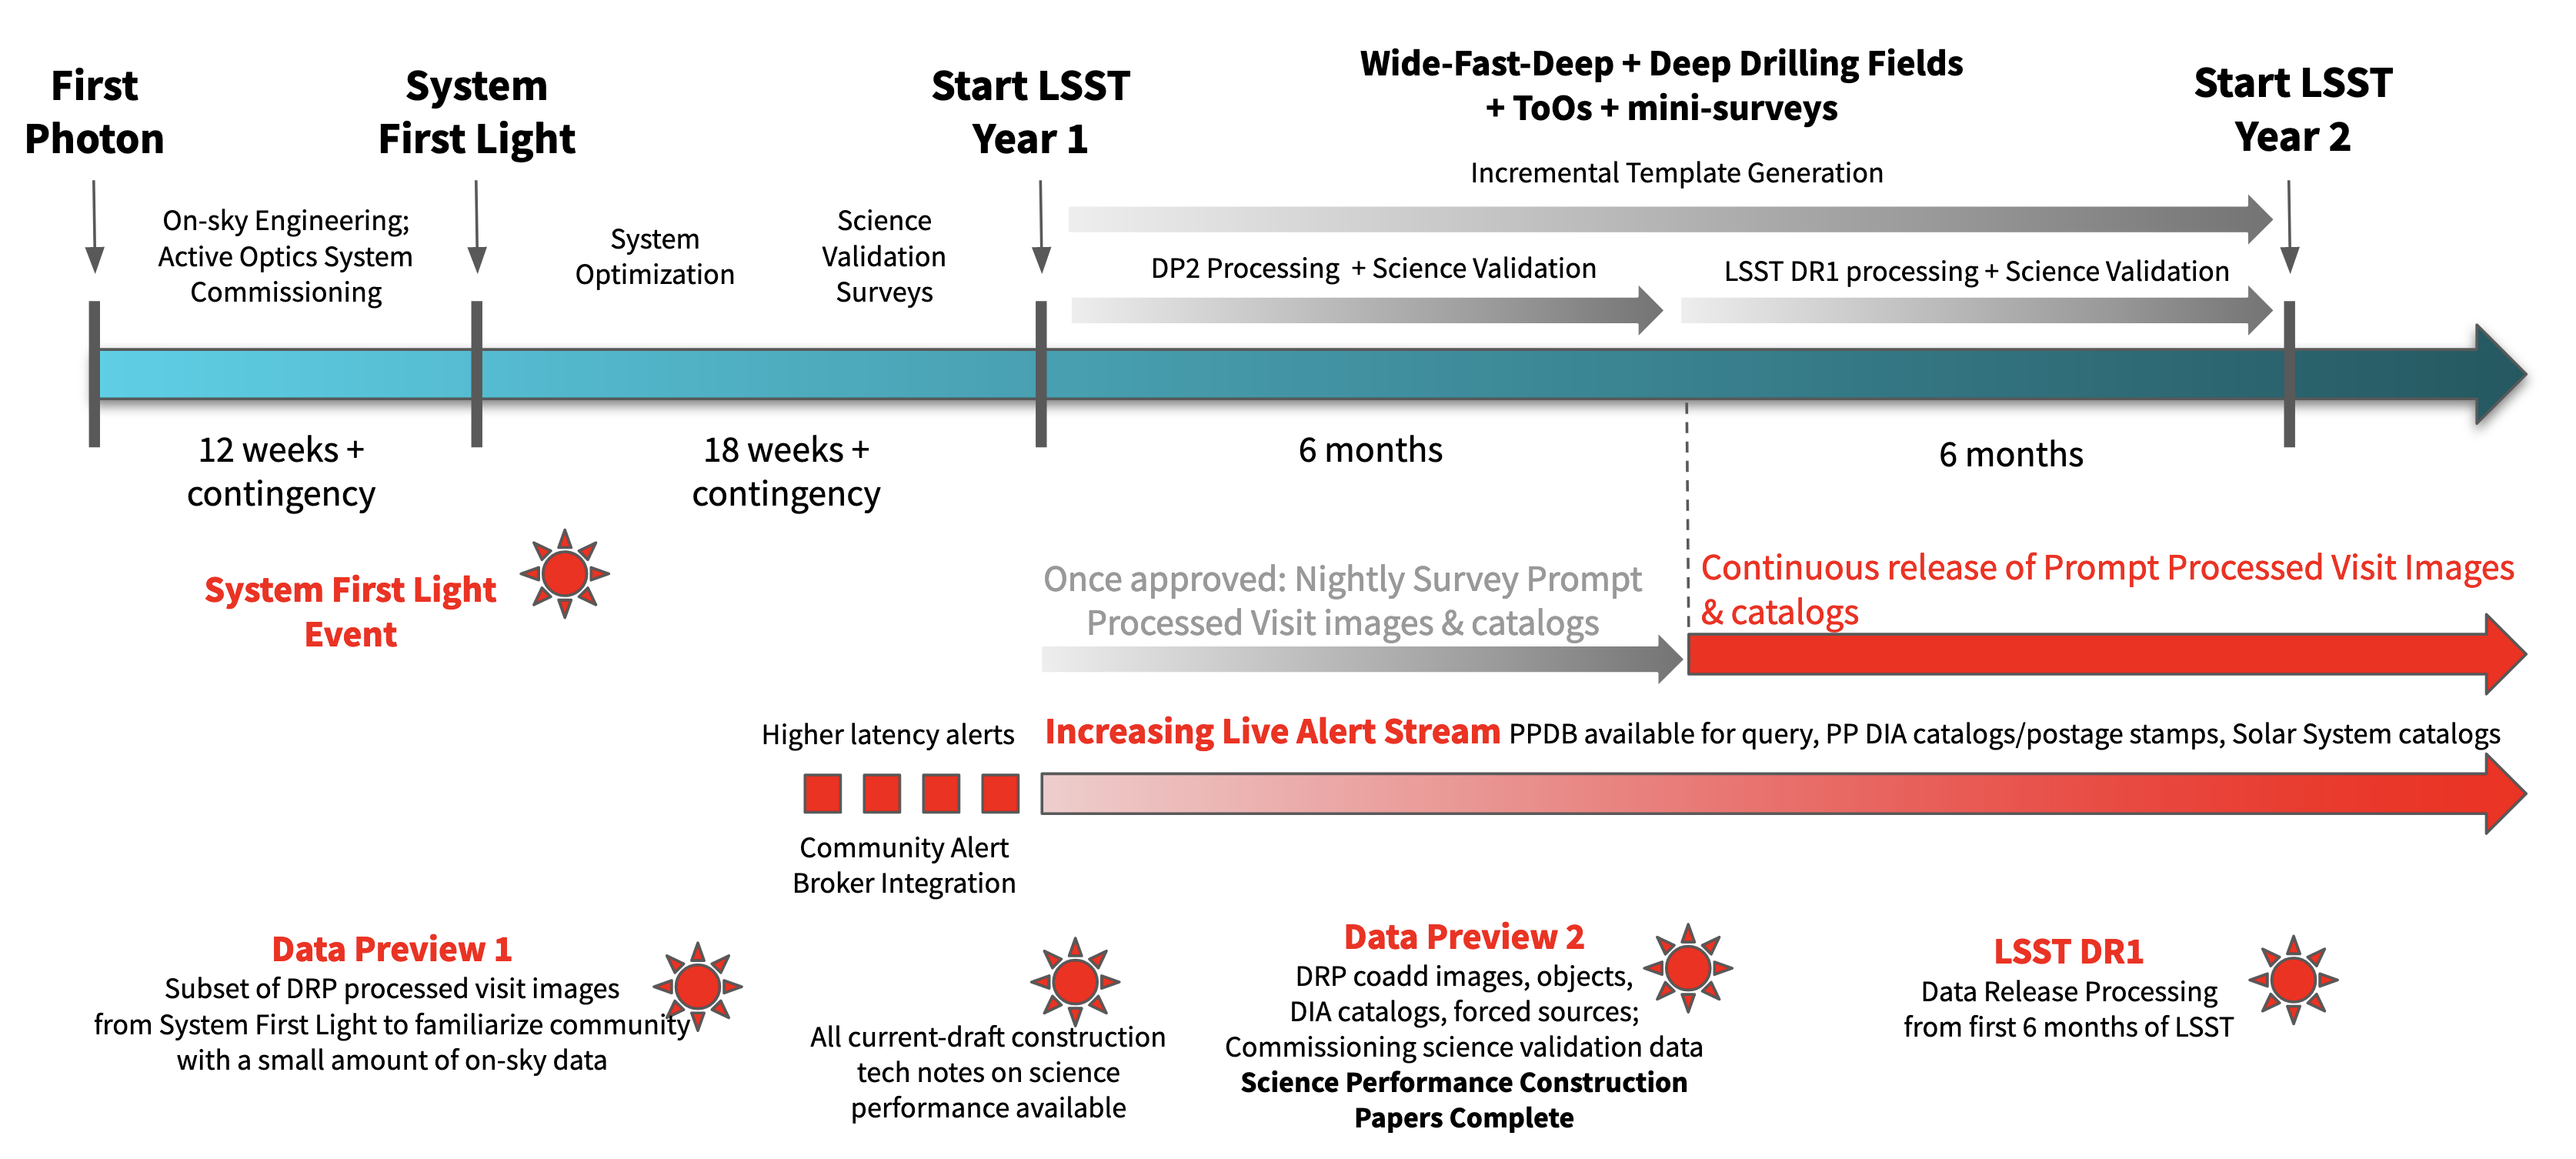 First
Photon
System
First Light
Start LSST
Year 1
Wide-Fast-Deep + Deep Drilling Fields
+ ToOs + mini-surveys
Start LSST
Year 2
Incremental Template Generation
On-sky Engineering;
Active Optics System
Commissioning
System
Optimization
Science
Validation
Surveys
DP2 Processing + Science Validation
LSST DR1 processing + Science Validation
12 weeks +
contingency
18 weeks +
contingency
6 months
6 months
System First Light
Event
Once approved: Nightly Survey Prompt
Processed Visit images & catalogs
Continuous release of Prompt Processed Visit Images
& catalogs
Higher latency alerts
Increasing Live Alert Stream PPDB available for query, PP DIA catalogs/postage stamps, Solar System catalogs
Community Alert
Broker Integration
Data Preview 1
Subset of DRP processed visit images
from System First Light to familiarize community
with a small amount of on-sky data
All current-draft construction
tech notes on science
performance available
Data Preview 2
DRP coadd images, objects,
DIA catalogs, forced sources;
Commissioning science validation data
Science Performance Construction
Papers Complete
LSST DR1
Data Release Processing
from first 6 months of LSST